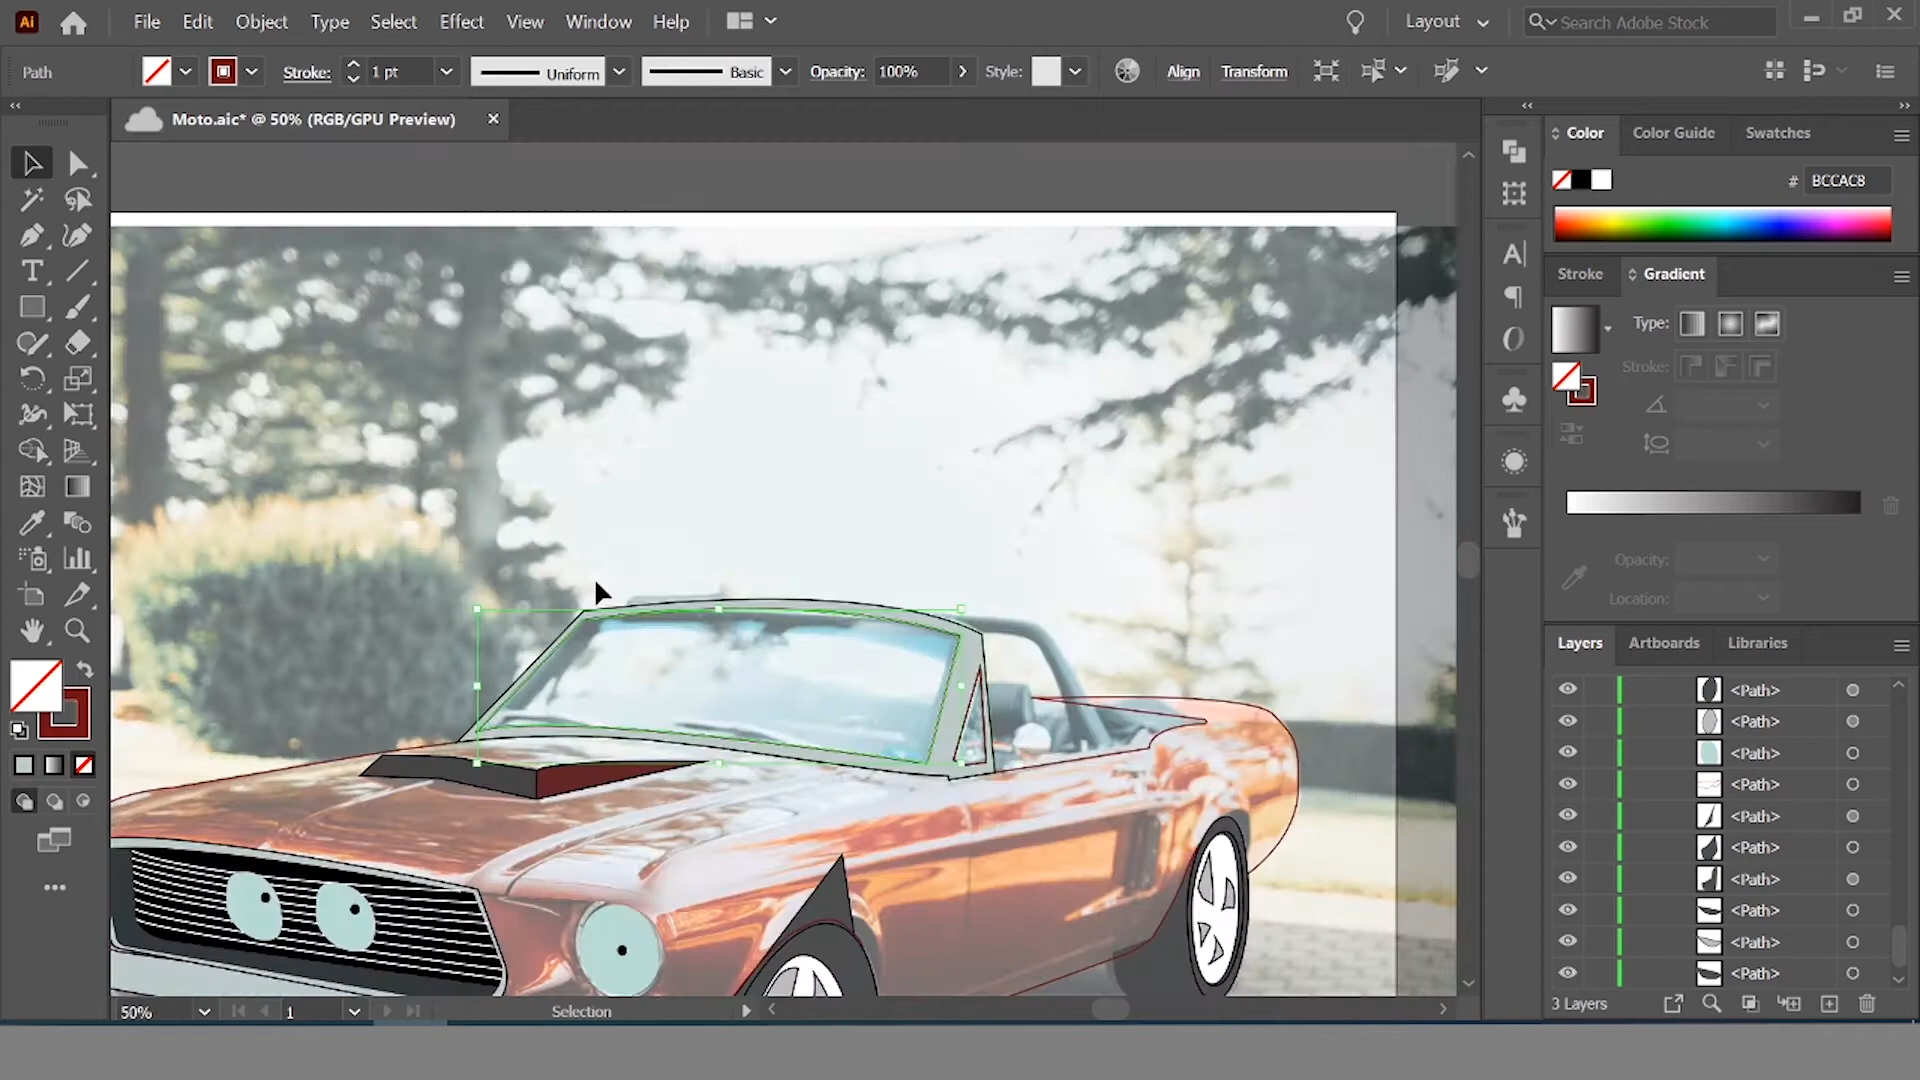 Ai File Edit Object Type Select Effect View Window Help Layout Search Adobe Stock
Path Stroke: 1 pt Uniform Basic Opacity: 100% Style: Align Transform
Moto.aic* @ 50% (RGB/GPU Preview)
Color Color Guide Swatches
# BCCAC8
Stroke Gradient
Type:
Stroke:
Opacity:
Location:
Layers Artboards Libraries
<Path>
<Path>
<Path>
<Path>
<Path>
<Path>
<Path>
<Path>
<Path>
<Path>
3 Layers
50% 1 Selection